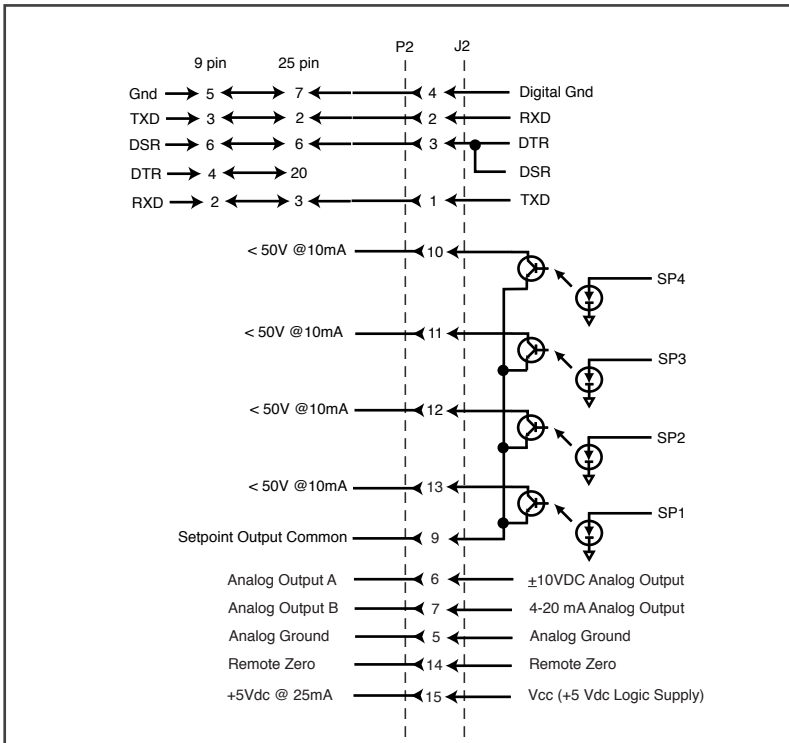 P2 J2
9 pin 25 pin
Gnd 5 7 4 Digital Gnd
TXD 3 2 2 RXD
DSR 6 6 3 DTR
DTR 4 20 DSR
RXD 2 3 1 TXD
< 50V @10mA 10
SP4
< 50V @10mA 11
SP3
< 50V @10mA 12
SP2
< 50V @10mA 13
SP1
Setpoint Output Common 9
Analog Output A 6 ±10VDC Analog Output
Analog Output B 7 4-20 mA Analog Output
Analog Ground 5 Analog Ground
Remote Zero 14 Remote Zero
+5Vdc @ 25mA 15 Vcc (+5 Vdc Logic Supply)